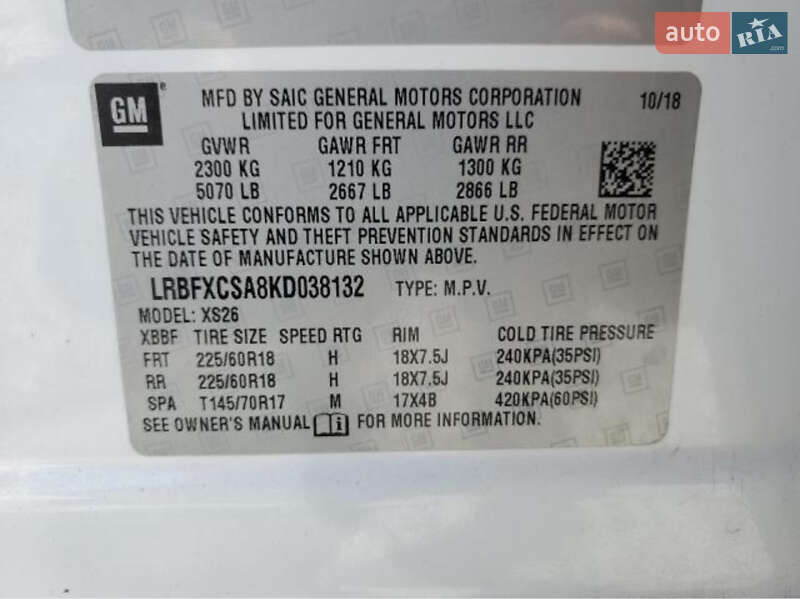 auto RIA.com
GM
MFD BY SAIC GENERAL MOTORS CORPORATION 10/18
LIMITED FOR GENERAL MOTORS LLC
GVWR GAWR FRT GAWR RR
2300 KG 1210 KG 1300 KG
5070 LB 2667 LB 2866 LB
THIS VEHICLE CONFORMS TO ALL APPLICABLE U.S. FEDERAL MOTOR
VEHICLE SAFETY AND THEFT PREVENTION STANDARDS IN EFFECT ON
THE DATE OF MANUFACTURE SHOWN ABOVE.
LRBFXCSA8KD038132 TYPE: M.P.V.
MODEL: XS26
XBBF TIRE SIZE SPEED RTG RIM COLD TIRE PRESSURE
FRT 225/60R18 H 18X7.5J 240KPA(35PSI)
RR 225/60R18 H 18X7.5J 240KPA(35PSI)
SPA T145/70R17 M 17X4B 420KPA(60PSI)
SEE OWNER'S MANUAL i FOR MORE INFORMATION.